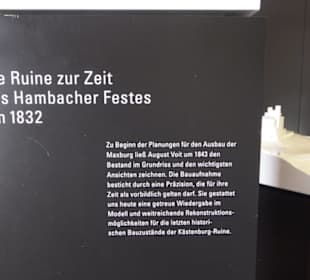 e Ruine zur Zeit
s Hambacher Festes
n 1832
Zu Beginn der Planungen für den Ausbau der
Maxburg ließ August Voit um 1843 den
Bestand im Grundriss und den wichtigsten
Ansichten zeichnen. Die Bauaufnahme
besticht durch eine Präzision, die für ihre
Zeit als vorbildlich gelten darf. Sie gestattet
uns heute eine getreue Wiedergabe im
Modell und weitreichende Rekonstruktions-
möglichkeiten für die letzten histori-
schen Bauzustände der Kästenburg-Ruine.